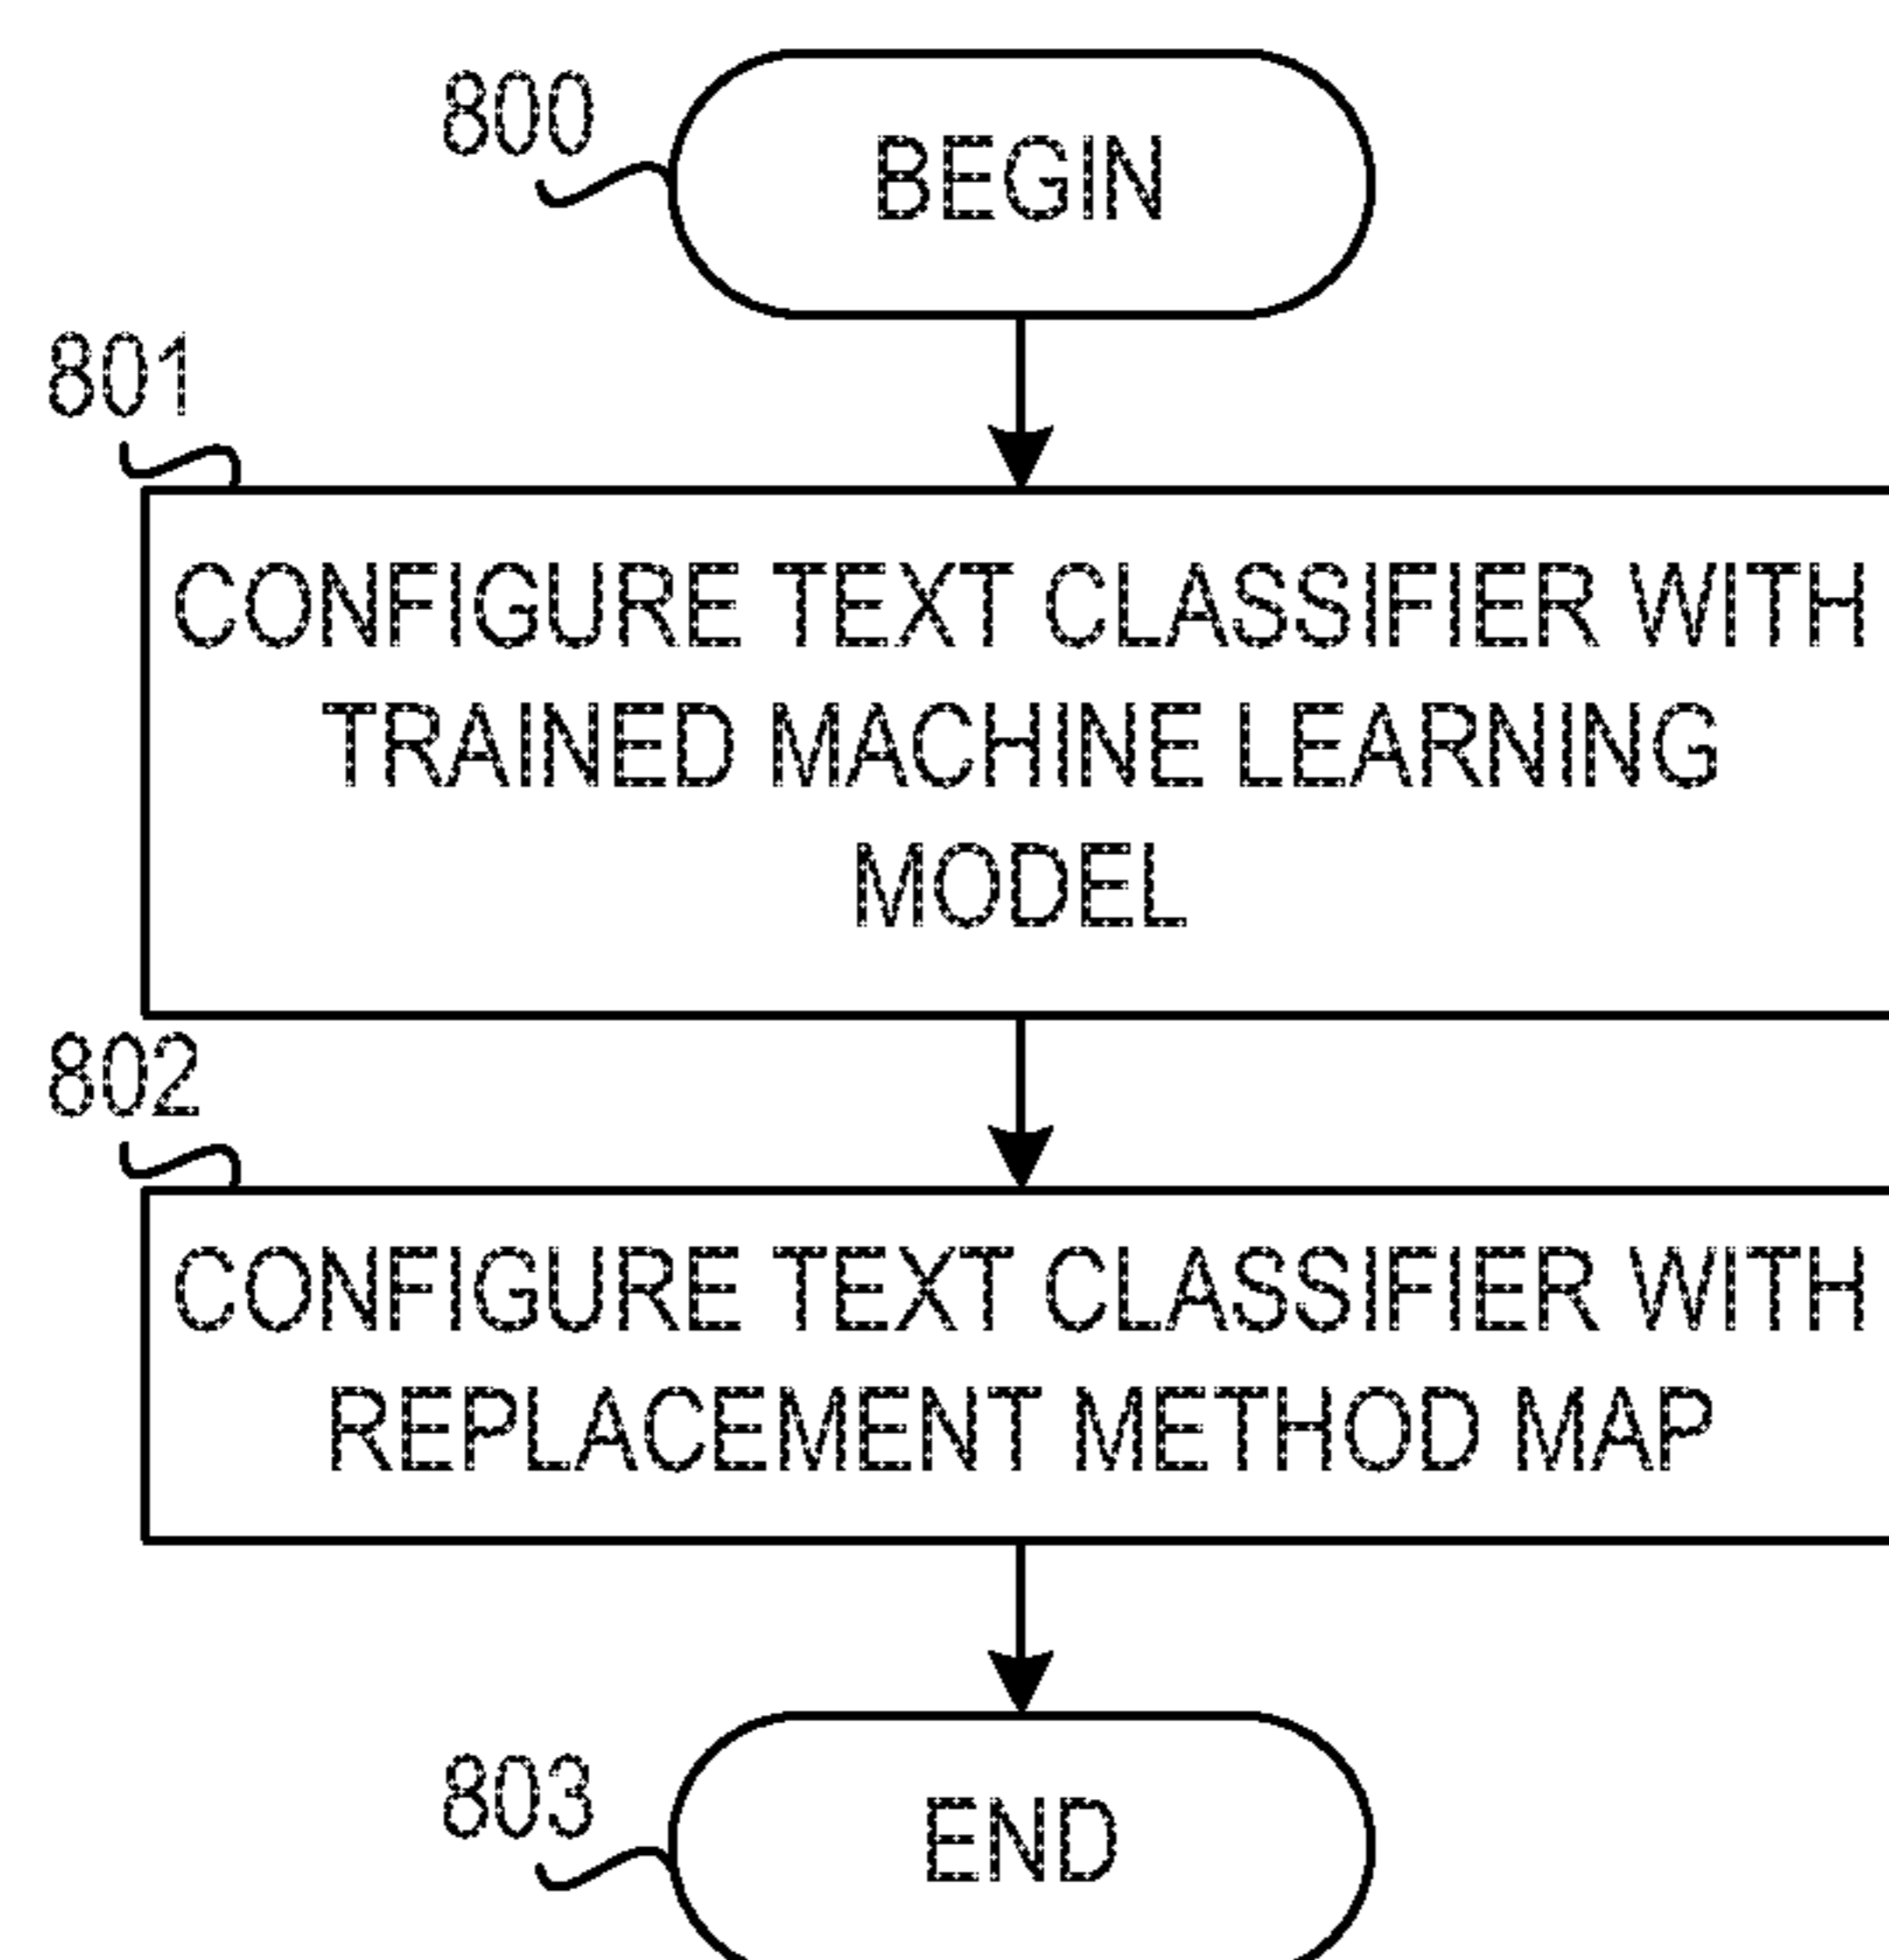 800
BEGIN
801
CONFIGURE TEXT CLASSIFIER WITH
TRAINED MACHINE LEARNING
MODEL
802
CONFIGURE TEXT CLASSIFIER WITH
REPLACEMENT METHOD MAP
803
END